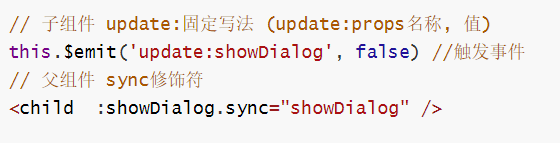 // 子组件 update:固定写法 (update:props名称, 值)
this.$emit('update:showDialog', false) //触发事件
// 父组件 sync修饰符
<child  :showDialog.sync="showDialog" />